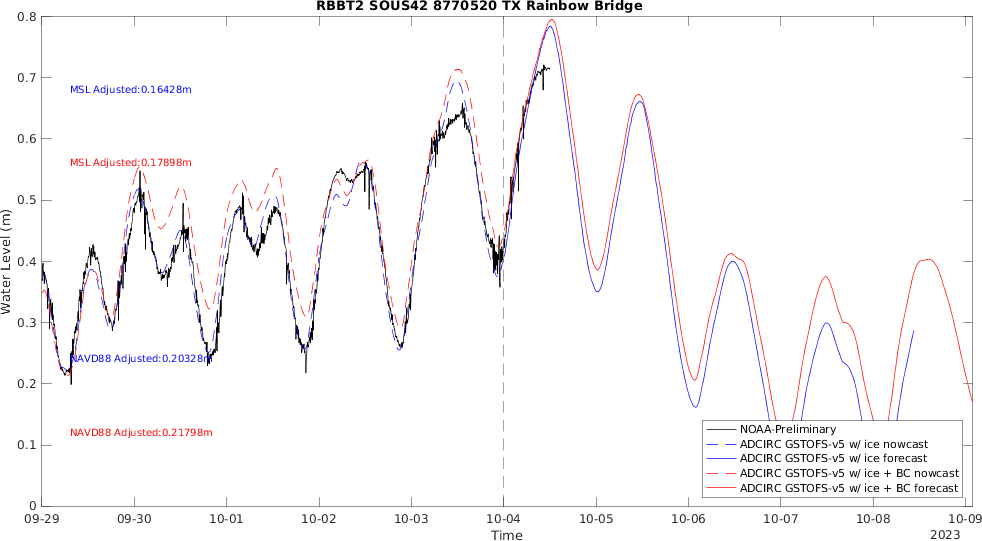 RBBT2 SOUS42 8770520 TX Rainbow Bridge
0.8
0.7
0.6
0.5
0.4
0.3
0.2
0.1
0
Water Level (m)
MSL Adjusted:0.16428m
MSL Adjusted:0.17898m
NAVD88 Adjusted:0.20328m
NAVD88 Adjusted:0.21798m
NOAA-Preliminary
ADCIRC GSTOFS-v5 w/ ice nowcast
ADCIRC GSTOFS-v5 w/ ice forecast
ADCIRC GSTOFS-v5 w/ ice + BC nowcast
ADCIRC GSTOFS-v5 w/ ice + BC forecast
09-29 09-30 10-01 10-02 10-03 10-04 10-05 10-06 10-07 10-08 10-09
Time
2023